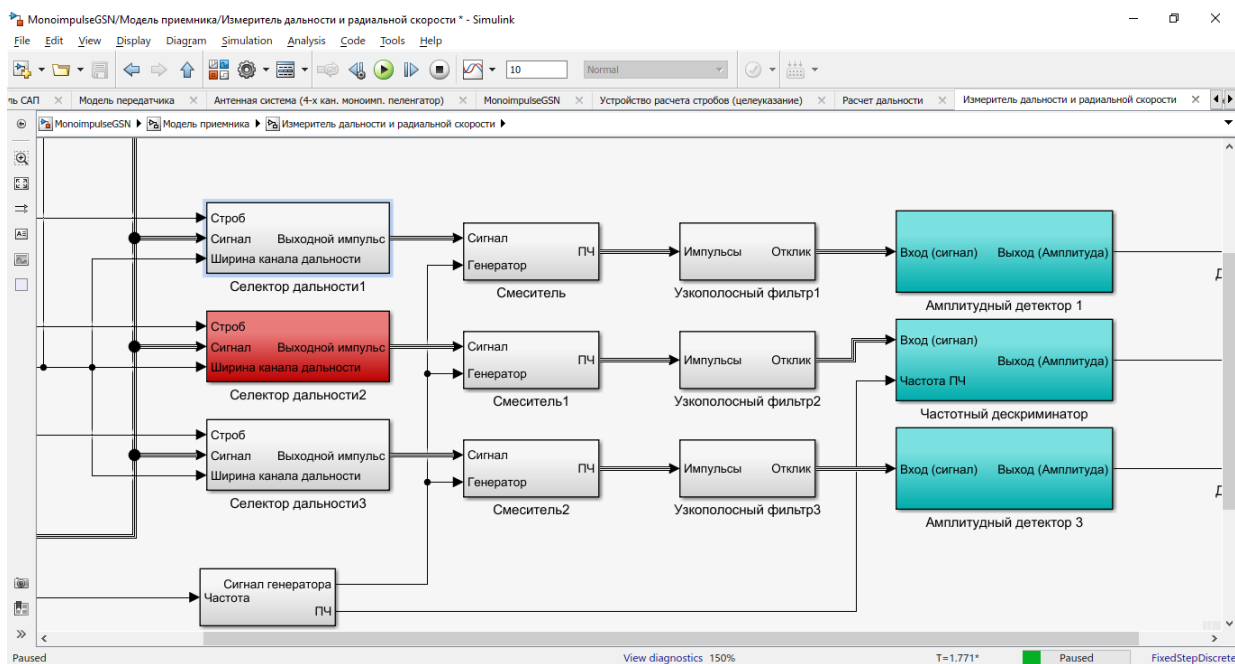 MonoimpulseGSN/Модель приемника/Измеритель дальности и радиальной скорости * - Simulink
File Edit View Display Diagram Simulation Analysis Code Tools Help
10 Normal
ль САП Модель передатчика Антенная система (4-х кан. моноимп. пеленгатор) MonoimpulseGSN Устройство расчета стробов (целеуказание) Расчет дальности Измеритель дальности и радиальной скорости
MonoimpulseGSN Модель приемника Измеритель дальности и радиальной скорости
Строб
Сигнал Выходной импульс
Ширина канала дальности
Селектор дальности1
Сигнал
ПЧ
Генератор
Смеситель
Импульсы Отклик
Узкополосный фильтр1
Вход (сигнал) Выход (Амплитуда)
Амплитудный детектор 1
Д
Строб
Сигнал Выходной импульс
Ширина канала дальности
Селектор дальности2
Сигнал
ПЧ
Генератор
Смеситель1
Импульсы Отклик
Узкополосный фильтр2
Вход (сигнал)
Выход (Амплитуда)
Частота ПЧ
Частотный дескриминатор
Строб
Сигнал Выходной импульс
Ширина канала дальности
Селектор дальности3
Сигнал
ПЧ
Генератор
Смеситель2
Импульсы Отклик
Узкополосный фильтр3
Вход (сигнал) Выход (Амплитуда)
Амплитудный детектор 3
Д
Сигнал генератора
Частота
ПЧ
Paused View diagnostics 150% T=1.771* Paused FixedStepDiscrete